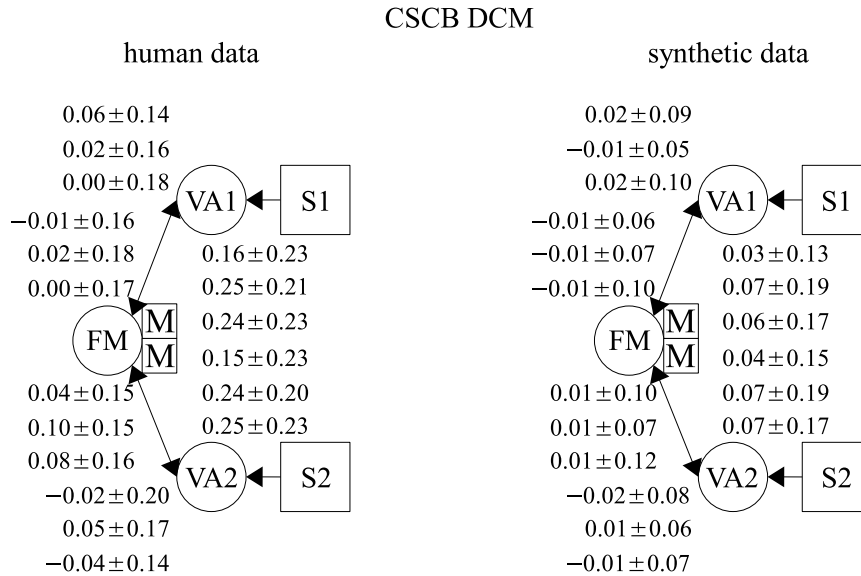 CSCB DCM
human data
0.06±0.14
0.02±0.16
0.00±0.18
VA1
S1
−0.01±0.16
0.02±0.18
0.00±0.17
0.16±0.23
0.25±0.21
0.24±0.23
0.15±0.23
0.24±0.20
0.25±0.23
FM
M
M
0.04±0.15
0.10±0.15
0.08±0.16
−0.02±0.20
0.05±0.17
−0.04±0.14
VA2
S2
synthetic data
0.02±0.09
−0.01±0.05
0.02±0.10
VA1
S1
−0.01±0.06
−0.01±0.07
−0.01±0.10
0.03±0.13
0.07±0.19
0.06±0.17
0.04±0.15
0.07±0.19
0.07±0.17
FM
M
M
0.01±0.10
0.01±0.07
0.01±0.12
−0.02±0.08
0.01±0.06
−0.01±0.07
VA2
S2